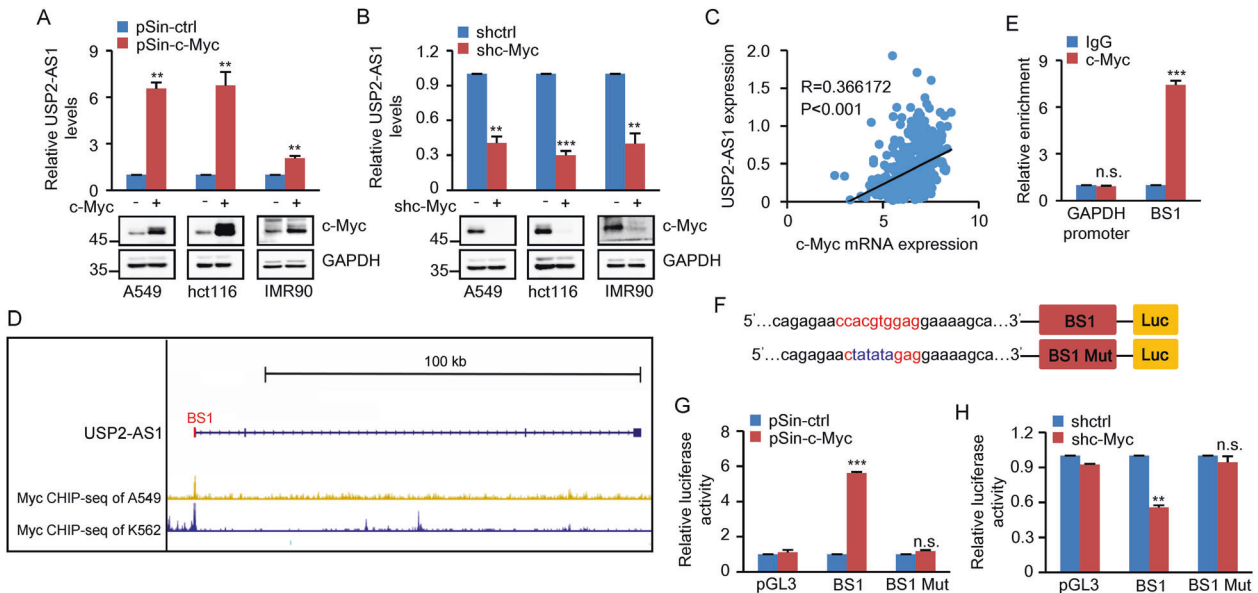 A
pSin-ctrl
pSin-c-Myc
Relative USP2-AS1
levels
9
6
3
0
**
**
**
- + - + - +
c-Myc
45
c-Myc
35
GAPDH
A549 hct116 IMR90
B
shctrl
shc-Myc
Relative USP2-AS1
levels
1.2
0.9
0.6
0.3
0
**
***
**
- + - + - +
shc-Myc
45
c-Myc
35
GAPDH
A549 hct116 IMR90
C
USP2-AS1 expression
2.0
1.5
1.0
0.5
0.0
R=0.366172
P<0.001
0 5 10
c-Myc mRNA expression
E
IgG
c-Myc
Relative enrichment
10
7
4
1
n.s.
***
GAPDH BS1
promoter
D
100 kb
BS1
USP2-AS1
Myc CHIP-seq of A549
Myc CHIP-seq of K562
F
5'...cagagaaccacgtggaggaaaagca...3' BS1 Luc
5'...cagagaactatatagaggaaaagca...3' BS1 Mut Luc
G
pSin-ctrl
pSin-c-Myc
Relative luciferase
activity
8
6
4
2
0
***
n.s.
pGL3 BS1 BS1 Mut
H
shctrl
shc-Myc
Relative luciferase
activity
1.2
0.9
0.6
0.3
0
**
n.s.
pGL3 BS1 BS1 Mut